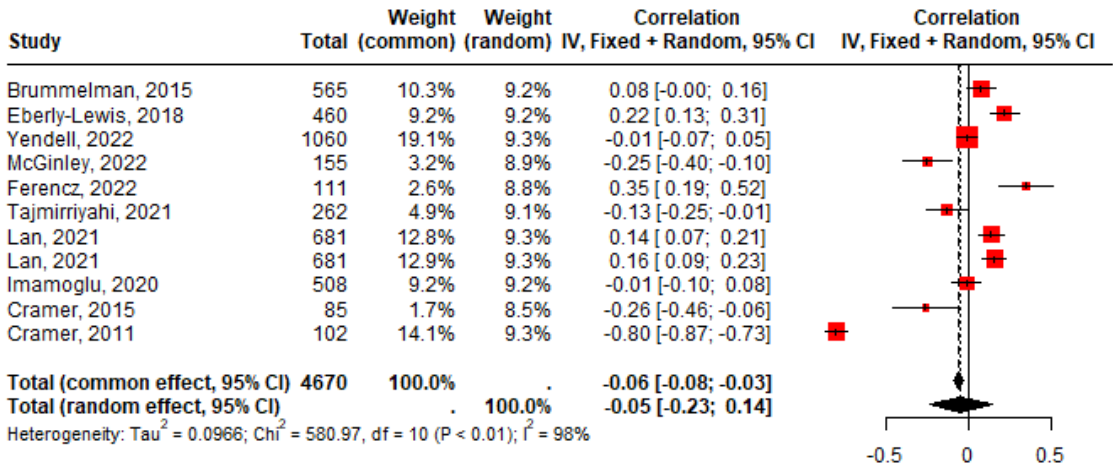 Weight Weight Correlation Correlation
Study Total (common) (random) IV, Fixed + Random, 95% CI IV, Fixed + Random, 95% CI
Brummelman, 2015 565 10.3% 9.2% 0.08 [-0.00; 0.16]
Eberly-Lewis, 2018 460 9.2% 9.2% 0.22 [ 0.13; 0.31]
Yendell, 2022 1060 19.1% 9.3% -0.01 [-0.07; 0.05]
McGinley, 2022 155 3.2% 8.9% -0.25 [-0.40; -0.10]
Ferencz, 2022 111 2.6% 8.8% 0.35 [ 0.19; 0.52]
Tajmirriyahi, 2021 262 4.9% 9.1% -0.13 [-0.25; -0.01]
Lan, 2021 681 12.8% 9.3% 0.14 [ 0.07; 0.21]
Lan, 2021 681 12.9% 9.3% 0.16 [ 0.09; 0.23]
Imamoglu, 2020 508 9.2% 9.2% -0.01 [-0.10; 0.08]
Cramer, 2015 85 1.7% 8.5% -0.26 [-0.46; -0.06]
Cramer, 2011 102 14.1% 9.3% -0.80 [-0.87; -0.73]
Total (common effect, 95% CI) 4670 100.0% . -0.06 [-0.08; -0.03]
Total (random effect, 95% CI) . 100.0% -0.05 [-0.23; 0.14]
Heterogeneity: Tau² = 0.0966; Chi² = 580.97, df = 10 (P < 0.01); I² = 98%
-0.5 0 0.5